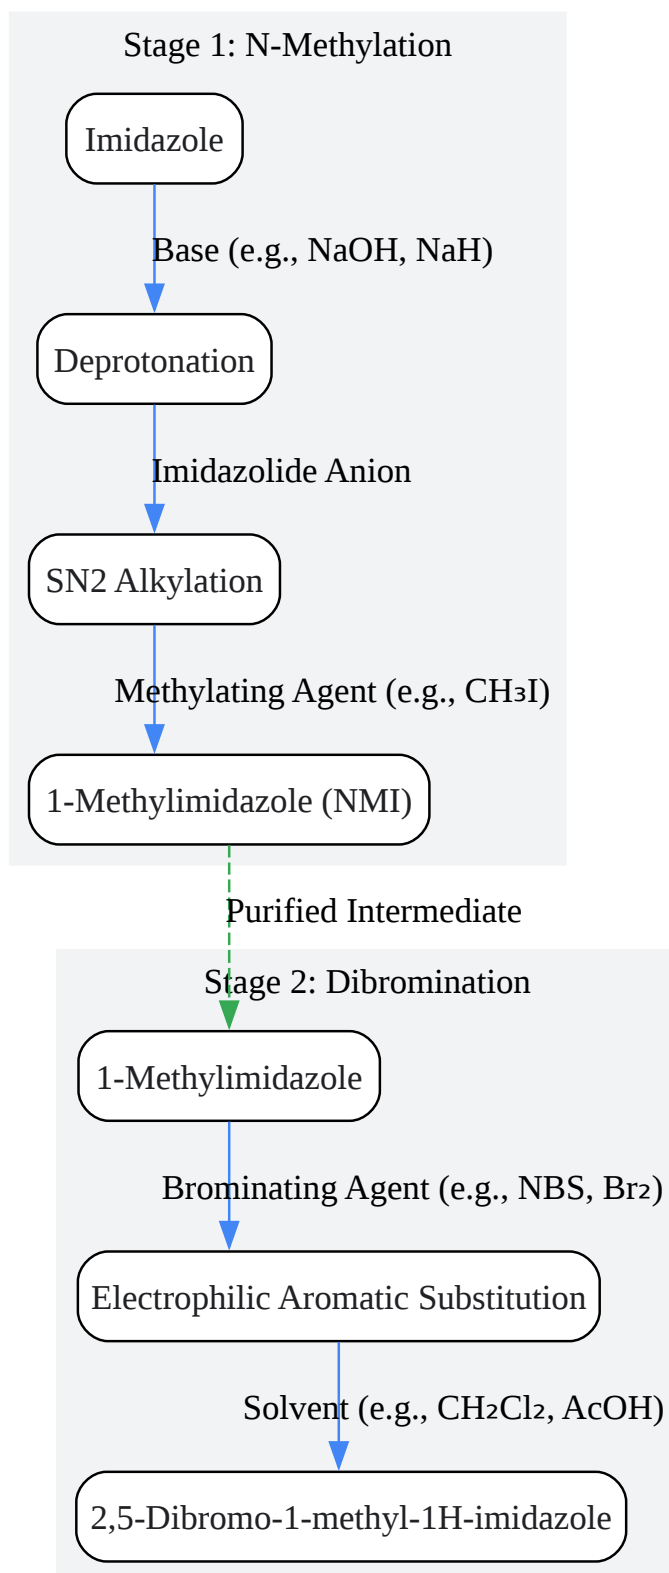 Stage 1: N-Methylation
Imidazole
Base (e.g., NaOH, NaH)
Deprotonation
Imidazolide Anion
SN2 Alkylation
Methylating Agent (e.g., CH₃I)
1-Methylimidazole (NMI)
Purified Intermediate
Stage 2: Dibromination
1-Methylimidazole
Brominating Agent (e.g., NBS, Br₂)
Electrophilic Aromatic Substitution
Solvent (e.g., CH₂Cl₂, AcOH)
2,5-Dibromo-1-methyl-1H-imidazole